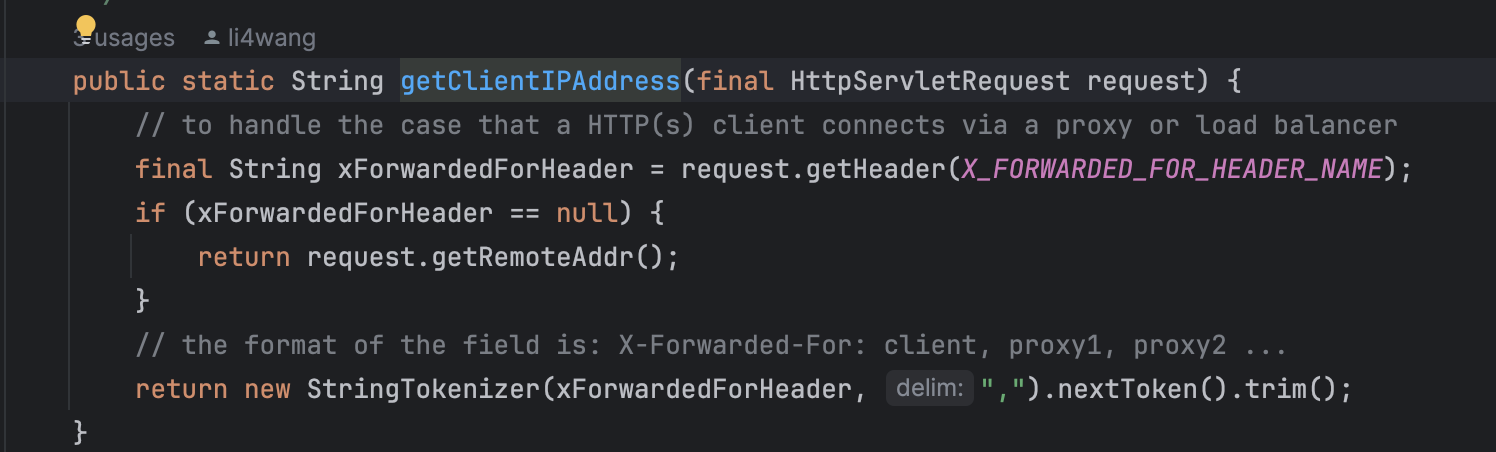 3 usages li4wang
public static String getClientIPAddress(final HttpServletRequest request) {
// to handle the case that a HTTP(s) client connects via a proxy or load balancer
final String xForwardedForHeader = request.getHeader(X_FORWARDED_FOR_HEADER_NAME);
if (xForwardedForHeader == null) {
return request.getRemoteAddr();
}
// the format of the field is: X-Forwarded-For: client, proxy1, proxy2 ...
return new StringTokenizer(xForwardedForHeader, delim: ",").nextToken().trim();
}